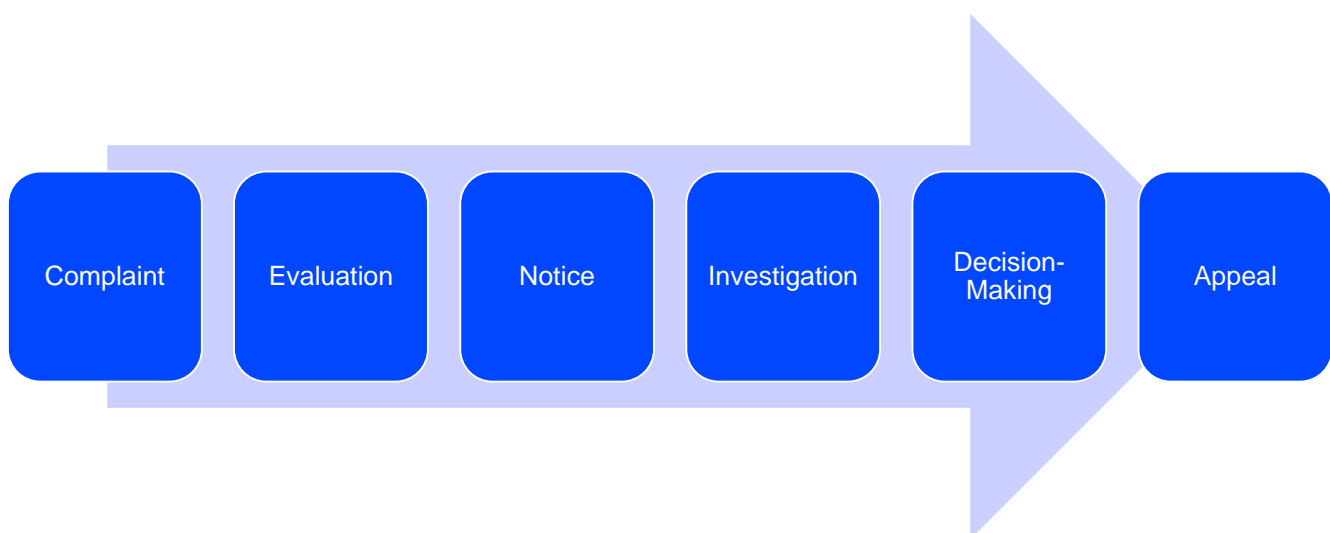 Complaint
Evaluation
Notice
Investigation
Decision-
Making
Appeal